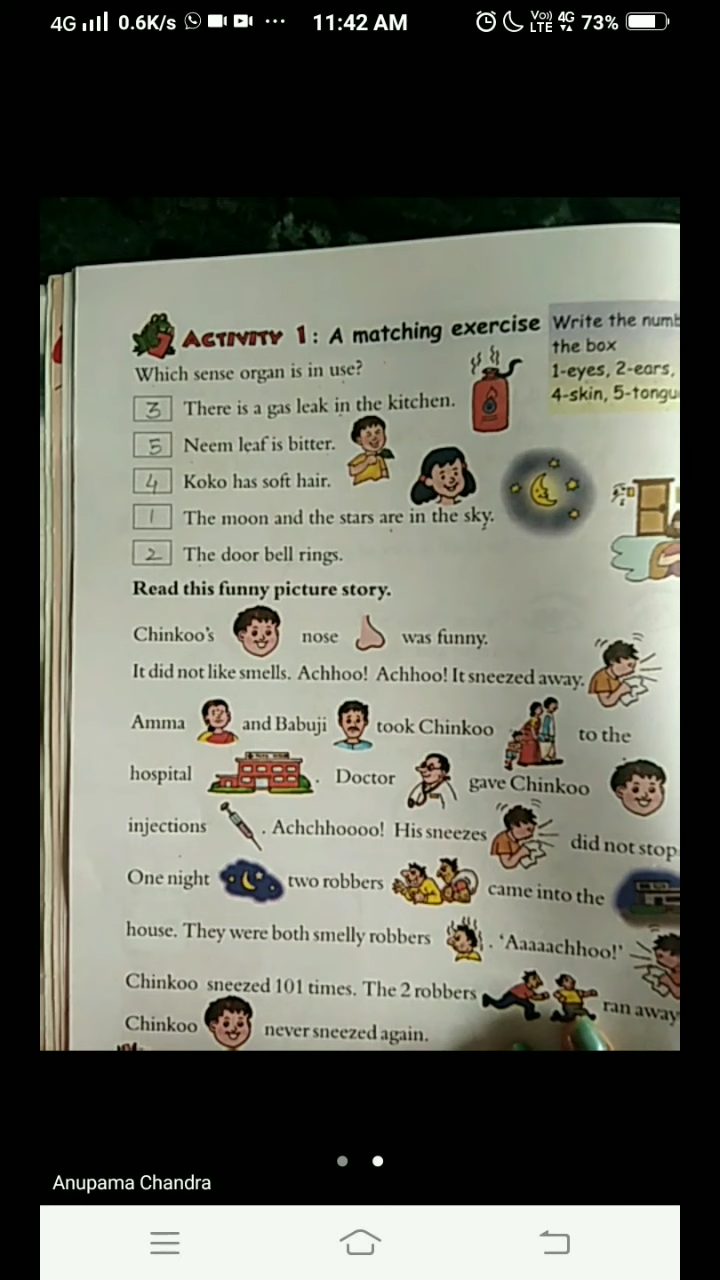 4G 0.6K/s ... 11:42 AM Vo) LTE 4G 73%
ACTIVITY 1: A matching exercise
Write the numb
the box
1-eyes, 2-ears,
4-skin, 5-tongu
Which sense organ is in use?
3 There is a gas leak in the kitchen.
5 Neem leaf is bitter.
4 Koko has soft hair.
1 The moon and the stars are in the sky.
2 The door bell rings.
Read this funny picture story.
Chinkoo's nose was funny.
It did not like smells. Achhoo! Achhoo! It sneezed away.
Amma and Babuji took Chinkoo to the
hospital . Doctor gave Chinkoo
injections . Achchhoooo! His sneezes did not stop
One night two robbers came into the
house. They were both smelly robbers . 'Aaaaachhoo!'
Chinkoo sneezed 101 times. The 2 robbers ran away
Chinkoo never sneezed again.
Anupama Chandra